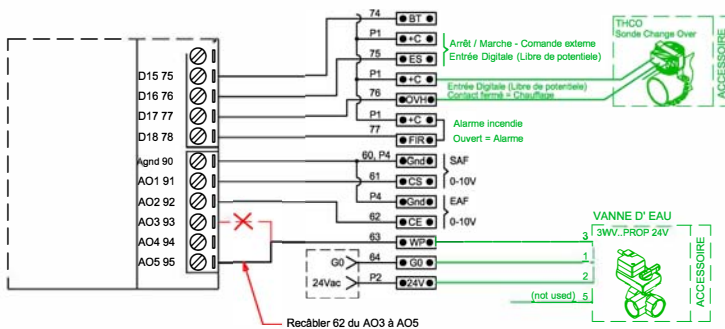 74
BT
P1
+C
Arrêt / Marche - Comande externe
75
ES
Entrée Digitale (Libre de potentiele)
P1
+C
76
OVH
Entrée Digitale (Libre de potentiele)
Contact fermé = Chauffage
P1
+C
Alarme incendie
77
FIR
Ouvert = Alarme
THCO
Sonde Change Over
ACCESSOIRE
D15 75
D16 76
D17 77
D18 78
Agnd 90
AO1 91
AO2 92
AO3 93
AO4 94
AO5 95
60, P4
Gnd
SAF
61
CS
0-10V
P4
Gnd
EAF
62
CE
0-10V
63
WP
3
G0
64
G0
1
24Vac
P2
24V
2
(not used)
5
VANNE D' EAU
3WV..PROP 24V
ACCESSOIRE
Recâbler 62 du AO3 à AO5